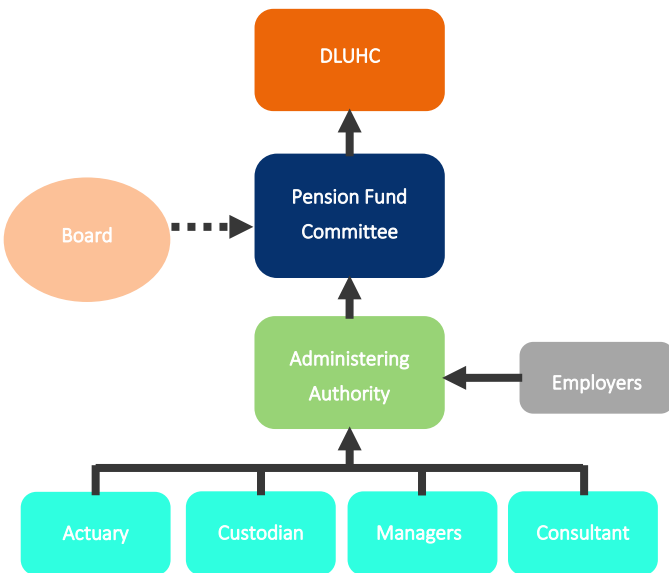 DLUHC
Pension Fund
Committee
Board
Administering
Authority
Employers
Actuary
Custodian
Managers
Consultant